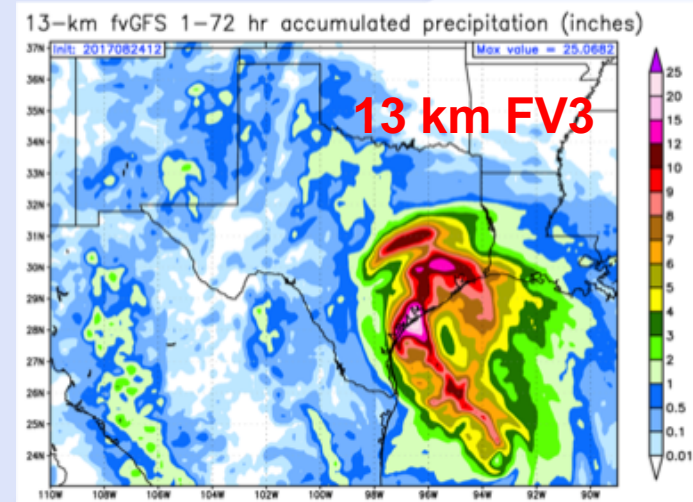 13-km fvGFS 1-72 hr accumulated precipitation (inches)
Init: 2017082412
Max value = 25.0682
13 km FV3
37N
36N
35N
34N
33N
32N
31N
30N
29N
28N
27N
26N
25N
24N
110W 108W 106W 104W 102W 100W 98W 96W 94W 92W 90W
25
20
15
12
10
9
8
7
6
5
4
3
2
1
0.5
0.1
0.01